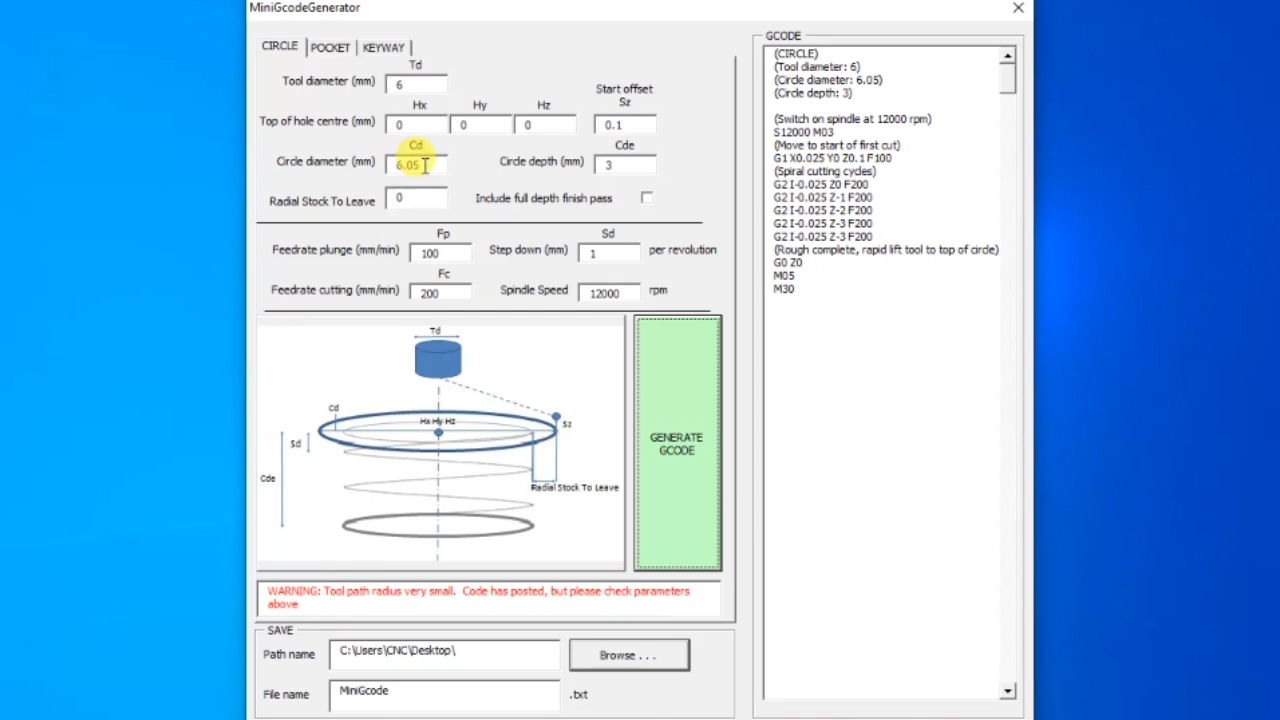 MiniGcodeGenerator
CIRCLE POCKET KEYWAY
Td
Tool diameter (mm) 6
Start offset
Hx Hy Hz Sz
Top of hole centre (mm) 0 0 0 0.1
Cd Cde
Circle diameter (mm) 6.05 Circle depth (mm) 3
Radial Stock To Leave 0 Include full depth finish pass
Fp Sd
Feedrate plunge (mm/min) 100 Step down (mm) 1 per revolution
Fc
Feedrate cutting (mm/min) 200 Spindle Speed 12000 rpm
Td
Cd
Hx Hy Hz
Sz
Sd
Cde
Radial Stock To Leave
GENERATE
GCODE
WARNING: Tool path radius very small. Code has posted, but please check parameters
above
SAVE
Path name C:\Users\CNC\Desktop\ Browse . . .
File name MiniGcode .txt
GCODE
(CIRCLE)
(Tool diameter: 6)
(Circle diameter: 6.05)
(Circle depth: 3)
(Switch on spindle at 12000 rpm)
S12000 M03
(Move to start of first cut)
G1 X0.025 Y0 Z0.1 F100
(Spiral cutting cycles)
G2 I-0.025 Z0 F200
G2 I-0.025 Z-1 F200
G2 I-0.025 Z-2 F200
G2 I-0.025 Z-3 F200
G2 I-0.025 Z-3 F200
(Rough complete, rapid lift tool to top of circle)
G0 Z0
M05
M30